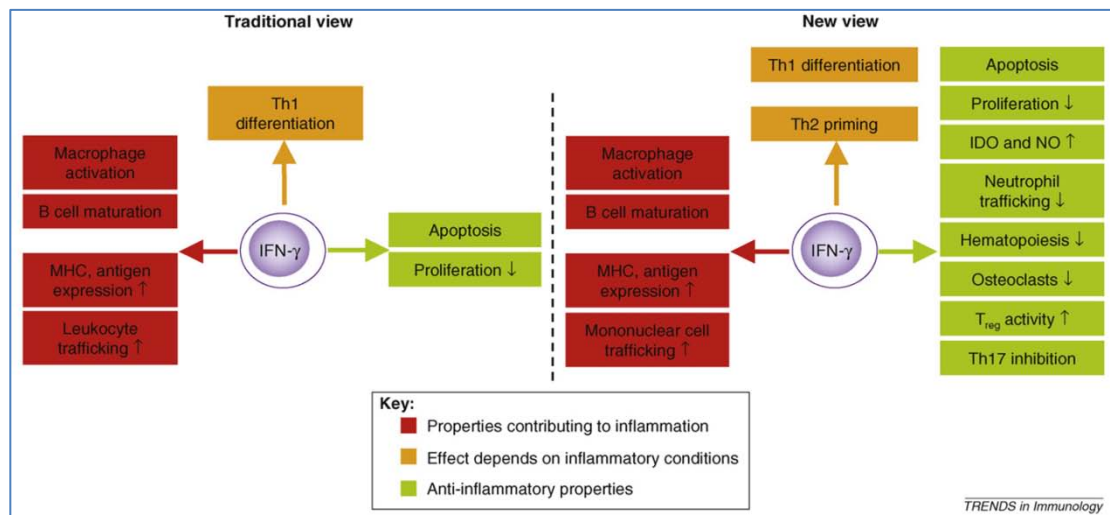 Traditional view
Th1
differentiation
Macrophage
activation
B cell maturation
IFN-γ
MHC, antigen
expression ↑
Leukocyte
trafficking ↑
Apoptosis
Proliferation ↓
New view
Th1 differentiation
Th2 priming
Macrophage
activation
B cell maturation
IFN-γ
MHC, antigen
expression ↑
Mononuclear cell
trafficking ↑
Apoptosis
Proliferation ↓
IDO and NO ↑
Neutrophil
trafficking ↓
Hematopoiesis ↓
Osteoclasts ↓
Treg activity ↑
Th17 inhibition
Key:
Properties contributing to inflammation
Effect depends on inflammatory conditions
Anti-inflammatory properties
TRENDS in Immunology